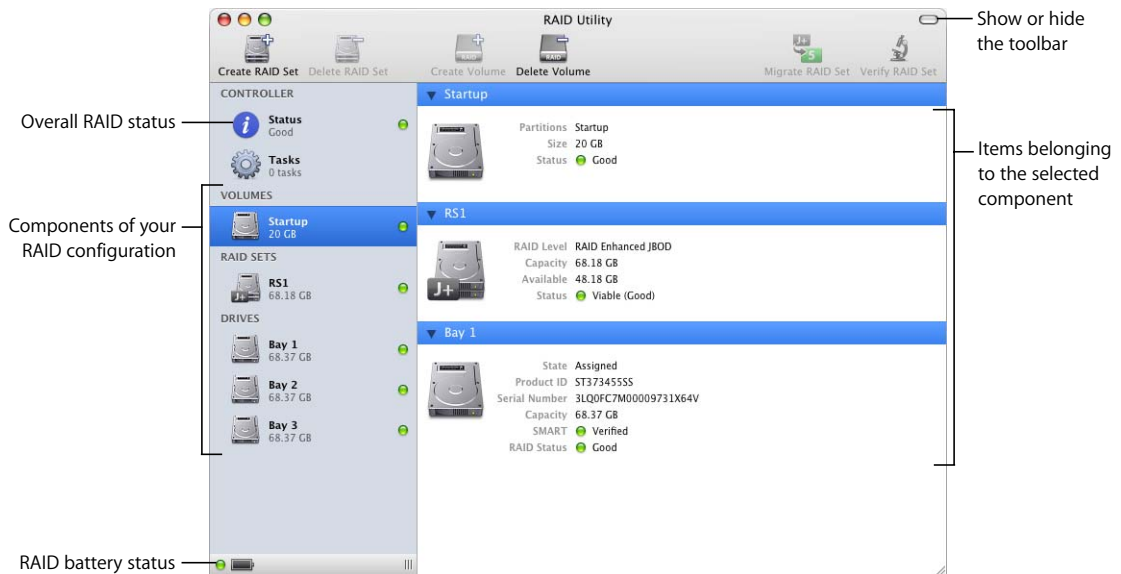 RAID Utility
Show or hide
the toolbar
Create RAID Set
Delete RAID Set
Create Volume
Delete Volume
Migrate RAID Set
Verify RAID Set
J+
5
RAID
RAID
Overall RAID status
Components of your
RAID configuration
RAID battery status
CONTROLLER
i
Status
Good
Tasks
0 tasks
VOLUMES
Startup
20 GB
RAID SETS
J+
RS1
68.18 GB
DRIVES
Bay 1
68.37 GB
Bay 2
68.37 GB
Bay 3
68.37 GB
Startup
Partitions Startup
Size 20 GB
Status Good
RS1
J+
RAID Level RAID Enhanced JBOD
Capacity 68.18 GB
Available 48.18 GB
Status Viable (Good)
Bay 1
State Assigned
Product ID ST373455SS
Serial Number 3LQ0FC7M00009731X64V
Capacity 68.37 GB
SMART Verified
RAID Status Good
Items belonging
to the selected
component